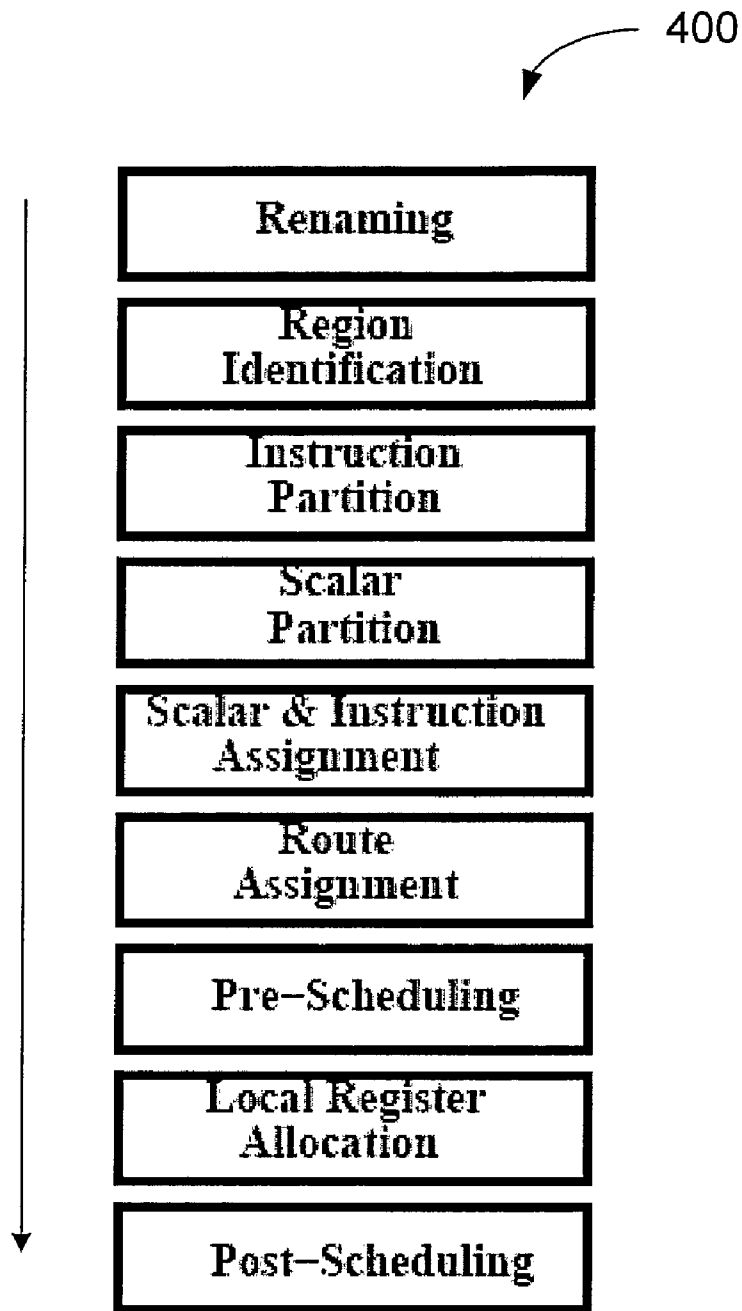 400
Renaming
Region
Identification
Instruction
Partition
Scalar
Partition
Scalar & Instruction
Assignment
Route
Assignment
Pre-Scheduling
Local Register
Allocation
Post-Scheduling